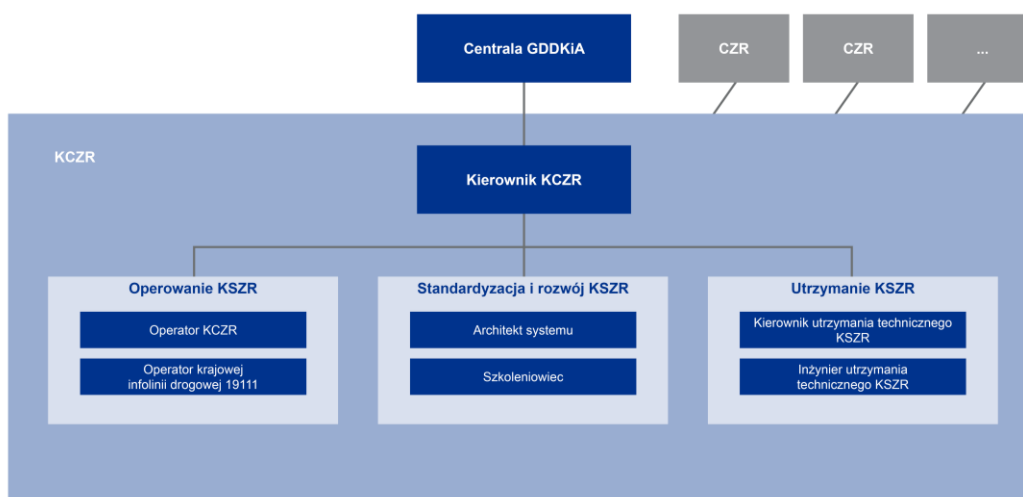 Centrala GDDKiA
CZR
CZR
...
KCZR
Kierownik KCZR
Operowanie KSZR
Operator KCZR
Operator krajowej
infolinii drogowej 19111
Standardyzacja i rozwój KSZR
Architekt systemu
Szkoleniowiec
Utrzymanie KSZR
Kierownik utrzymania technicznego
KSZR
Inżynier utrzymania
technicznego KSZR